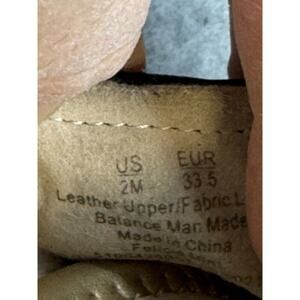 US EUR
2M 33.5
Leather Upper/Fabric L
Balance Man Made
Made in China